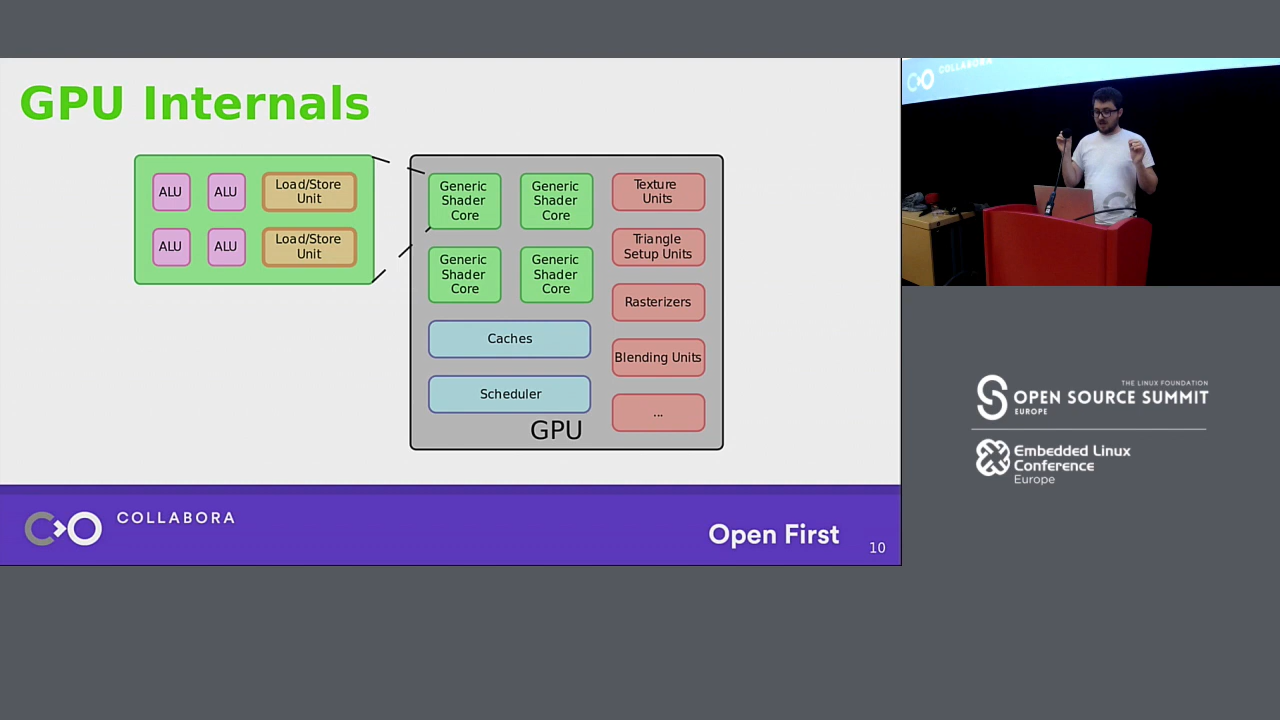 GPU Internals
ALU
ALU
Load/Store
Unit
ALU
ALU
Load/Store
Unit
Generic
Shader
Core
Generic
Shader
Core
Generic
Shader
Core
Generic
Shader
Core
Caches
Scheduler
GPU
Texture
Units
Triangle
Setup Units
Rasterizers
Blending Units
...
COLLABORA
Open First
10
COLLABORA
THE LINUX FOUNDATION
OPEN SOURCE SUMMIT
EUROPE
Embedded Linux
Conference
Europe